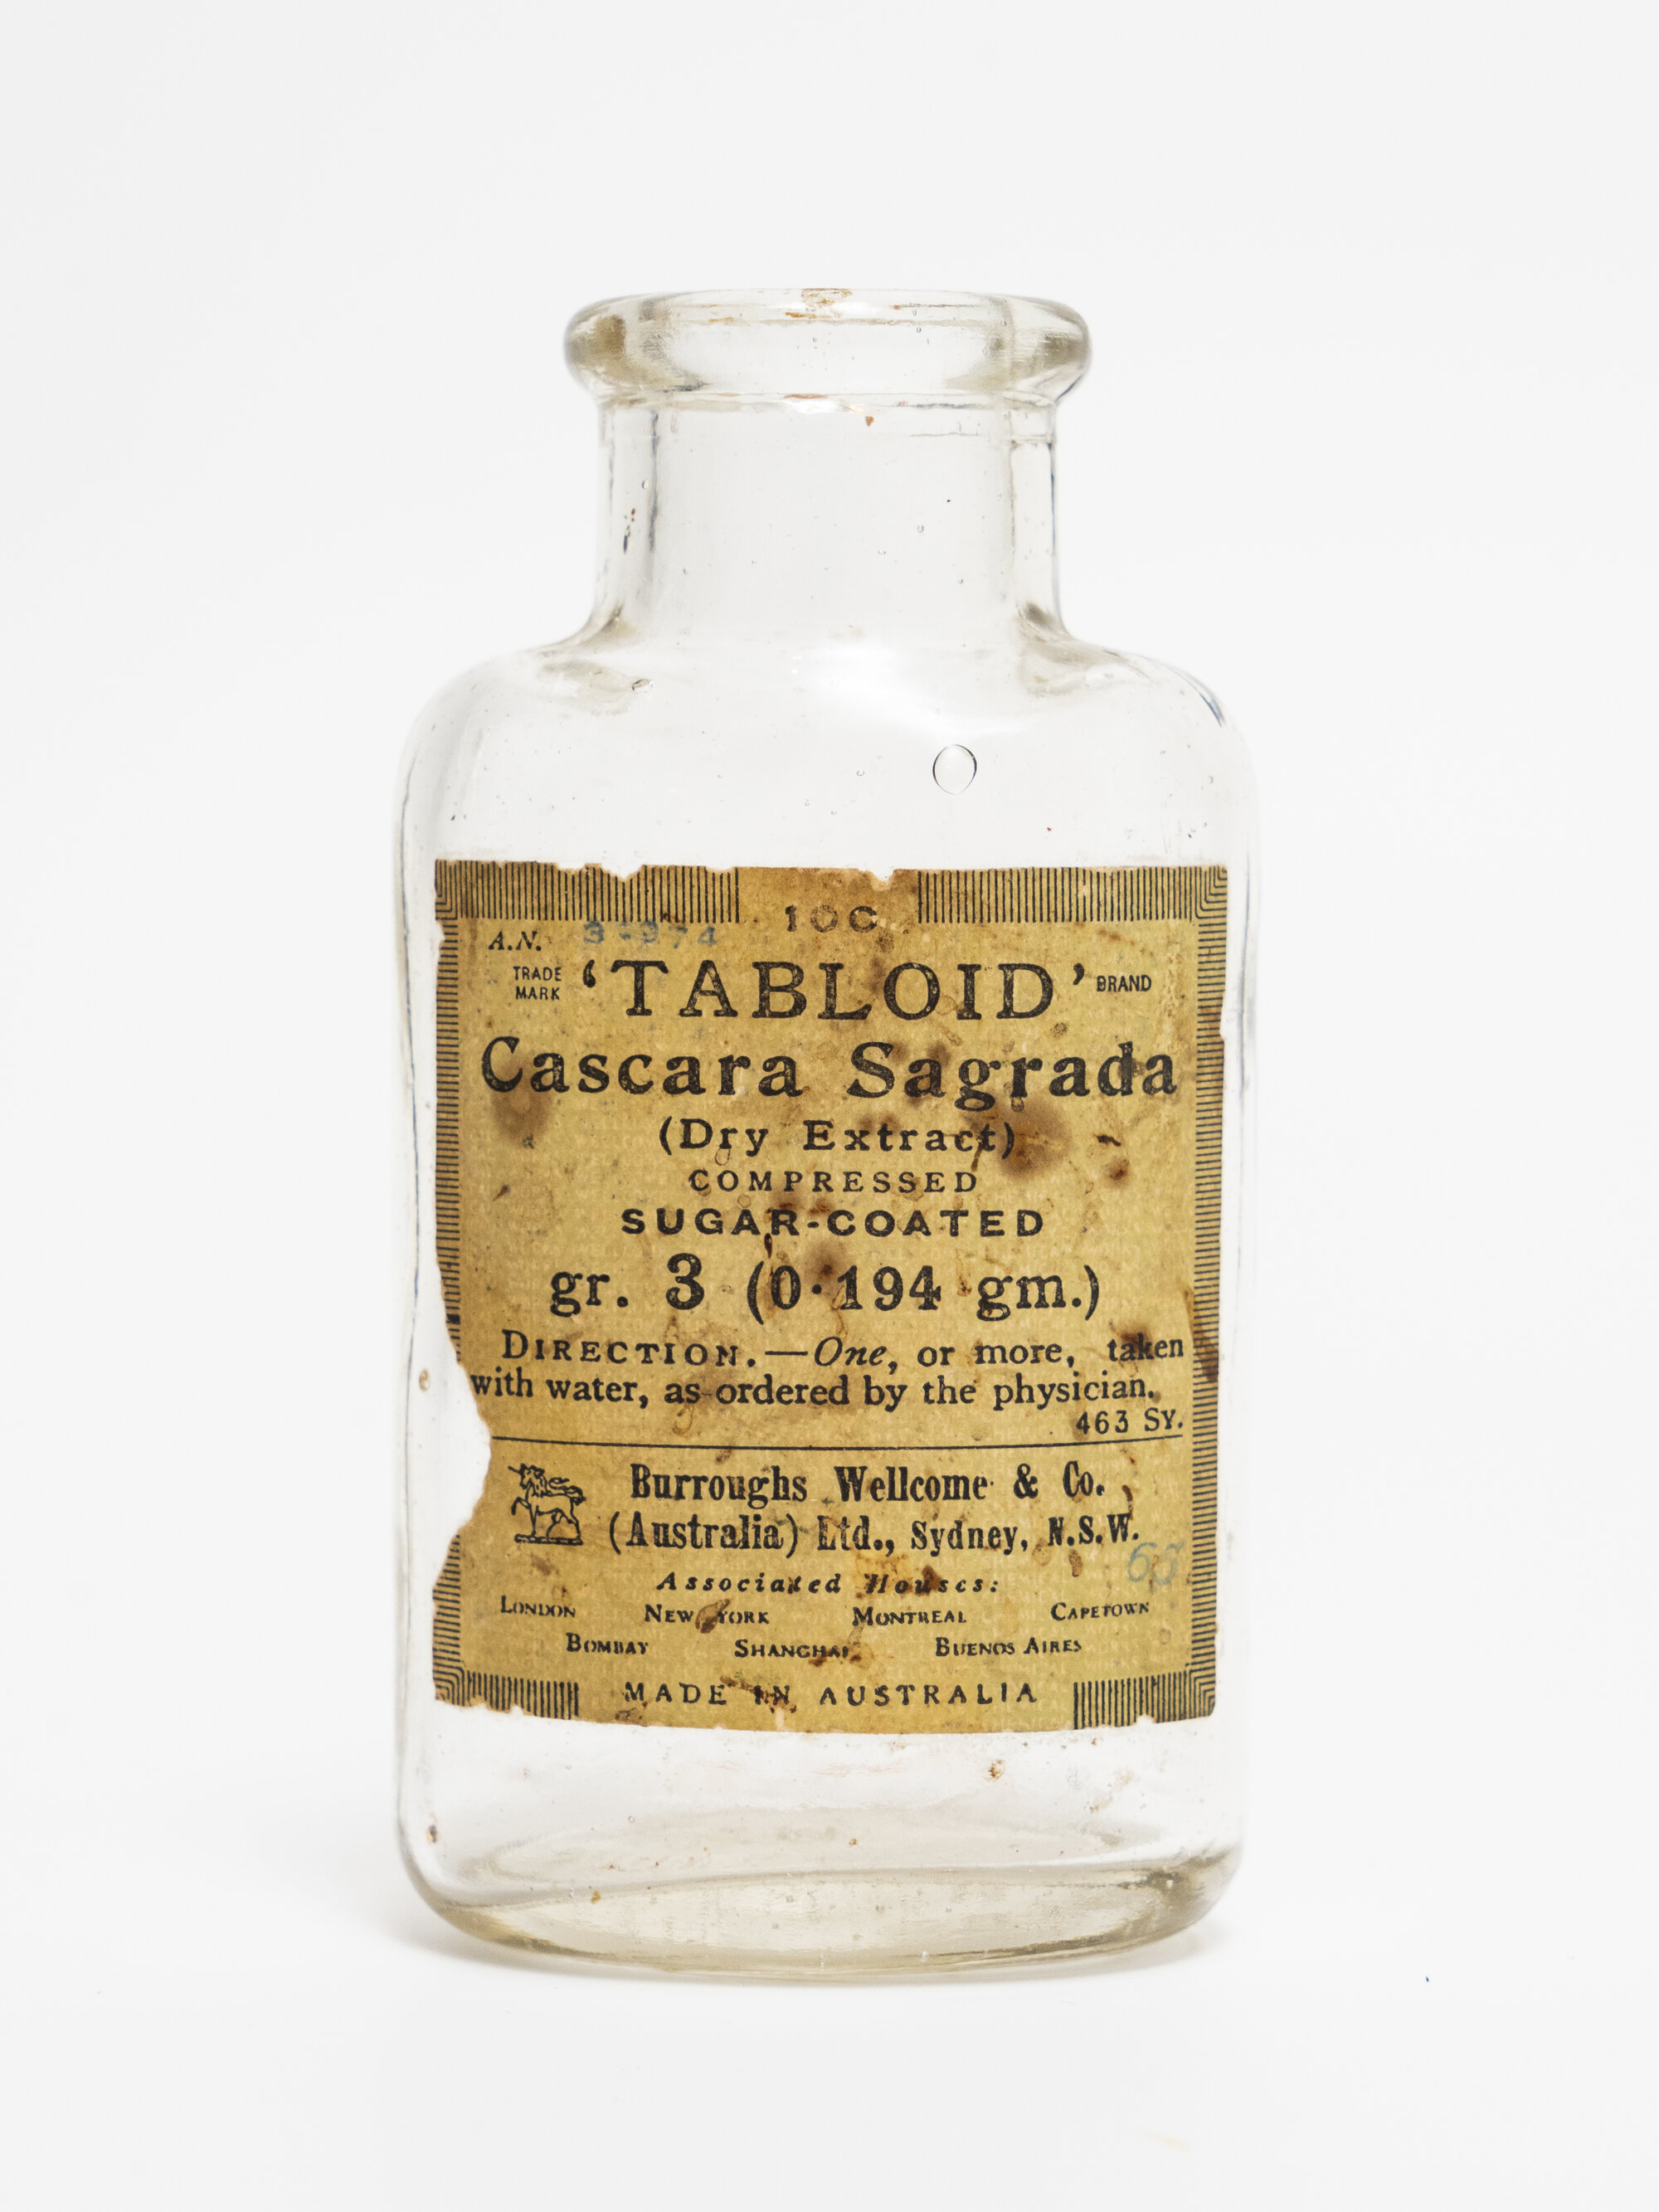 100
A.N.
TRADE MARK 'TABLOID' BRAND
Cascara Sagrada
(Dry Extract)
COMPRESSED
SUGAR-COATED
gr. 3 (0·194 gm.)
DIRECTION.—One, or more, taken
with water, as ordered by the physician.
463 SY.
Burroughs Wellcome & Co.
(Australia) Ltd., Sydney, N.S.W.
Associated Houses:
LONDON NEW YORK MONTREAL CAPETOWN
BOMBAY SHANGHAI BUENOS AIRES
MADE IN AUSTRALIA